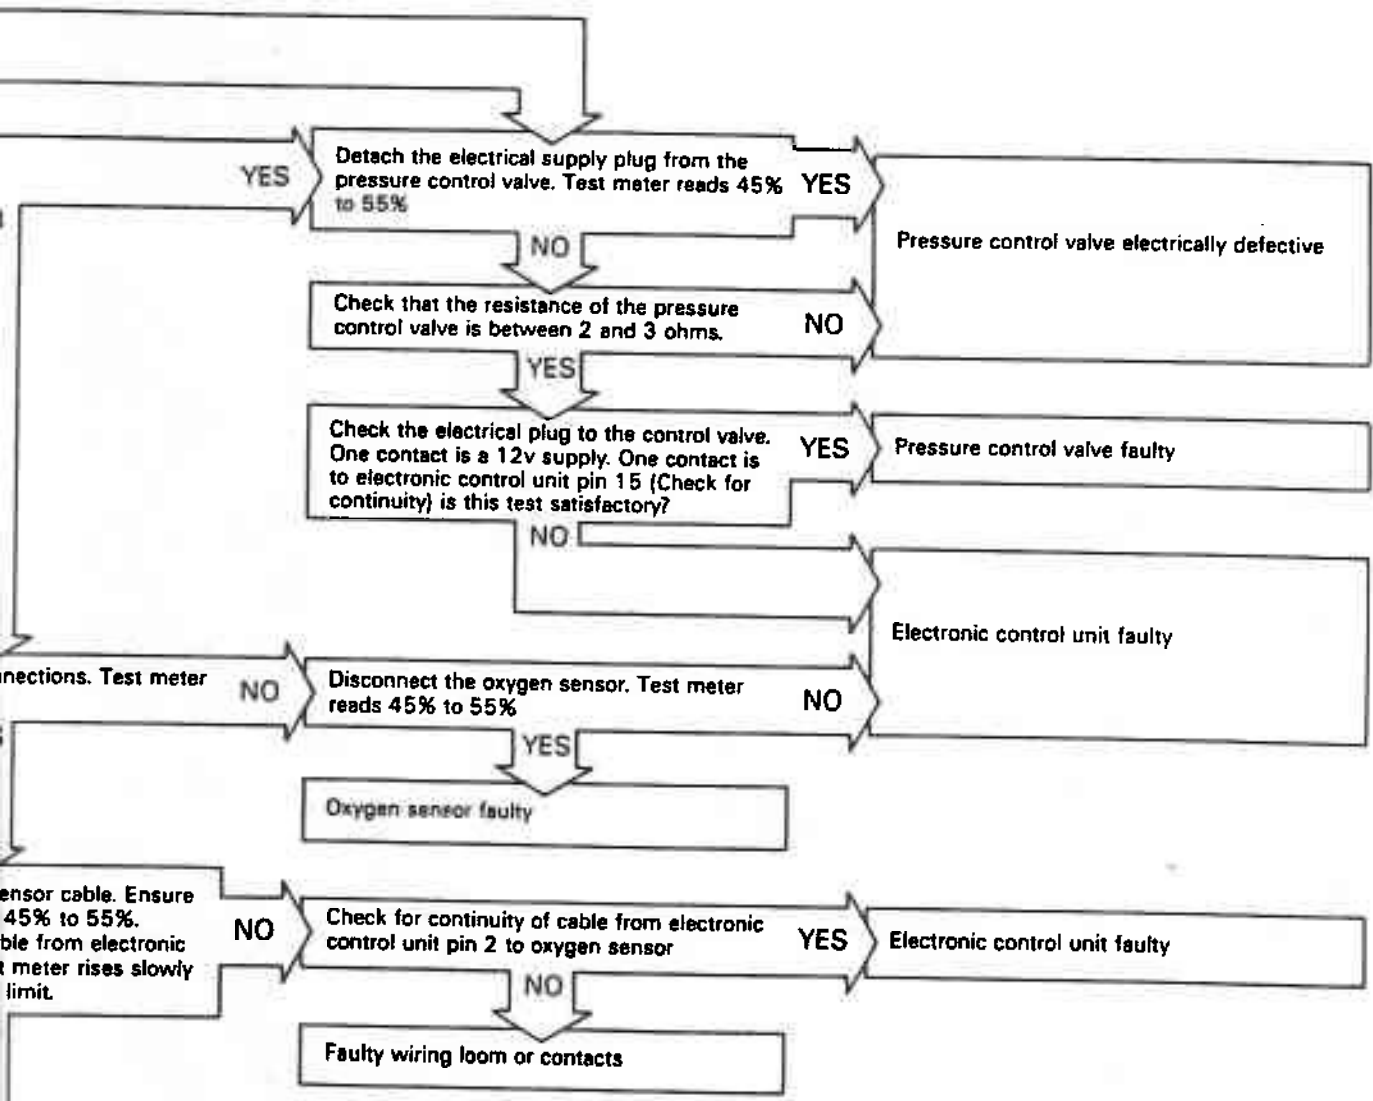 YES
Detach the electrical supply plug from the
pressure control valve. Test meter reads 45%
to 55%
YES
Pressure control valve electrically defective
NO
Check that the resistance of the pressure
control valve is between 2 and 3 ohms.
NO
YES
Check the electrical plug to the control valve.
One contact is a 12v supply. One contact is
to electronic control unit pin 15 (Check for
continuity) is this test satisfactory?
YES
Pressure control valve faulty
NO
Electronic control unit faulty
nnections. Test meter
NO
Disconnect the oxygen sensor. Test meter
reads 45% to 55%
NO
YES
Oxygen sensor faulty
ensor cable. Ensure
45% to 55%.
ble from electronic
t meter rises slowly
limit.
NO
Check for continuity of cable from electronic
control unit pin 2 to oxygen sensor
YES
Electronic control unit faulty
NO
Faulty wiring loom or contacts